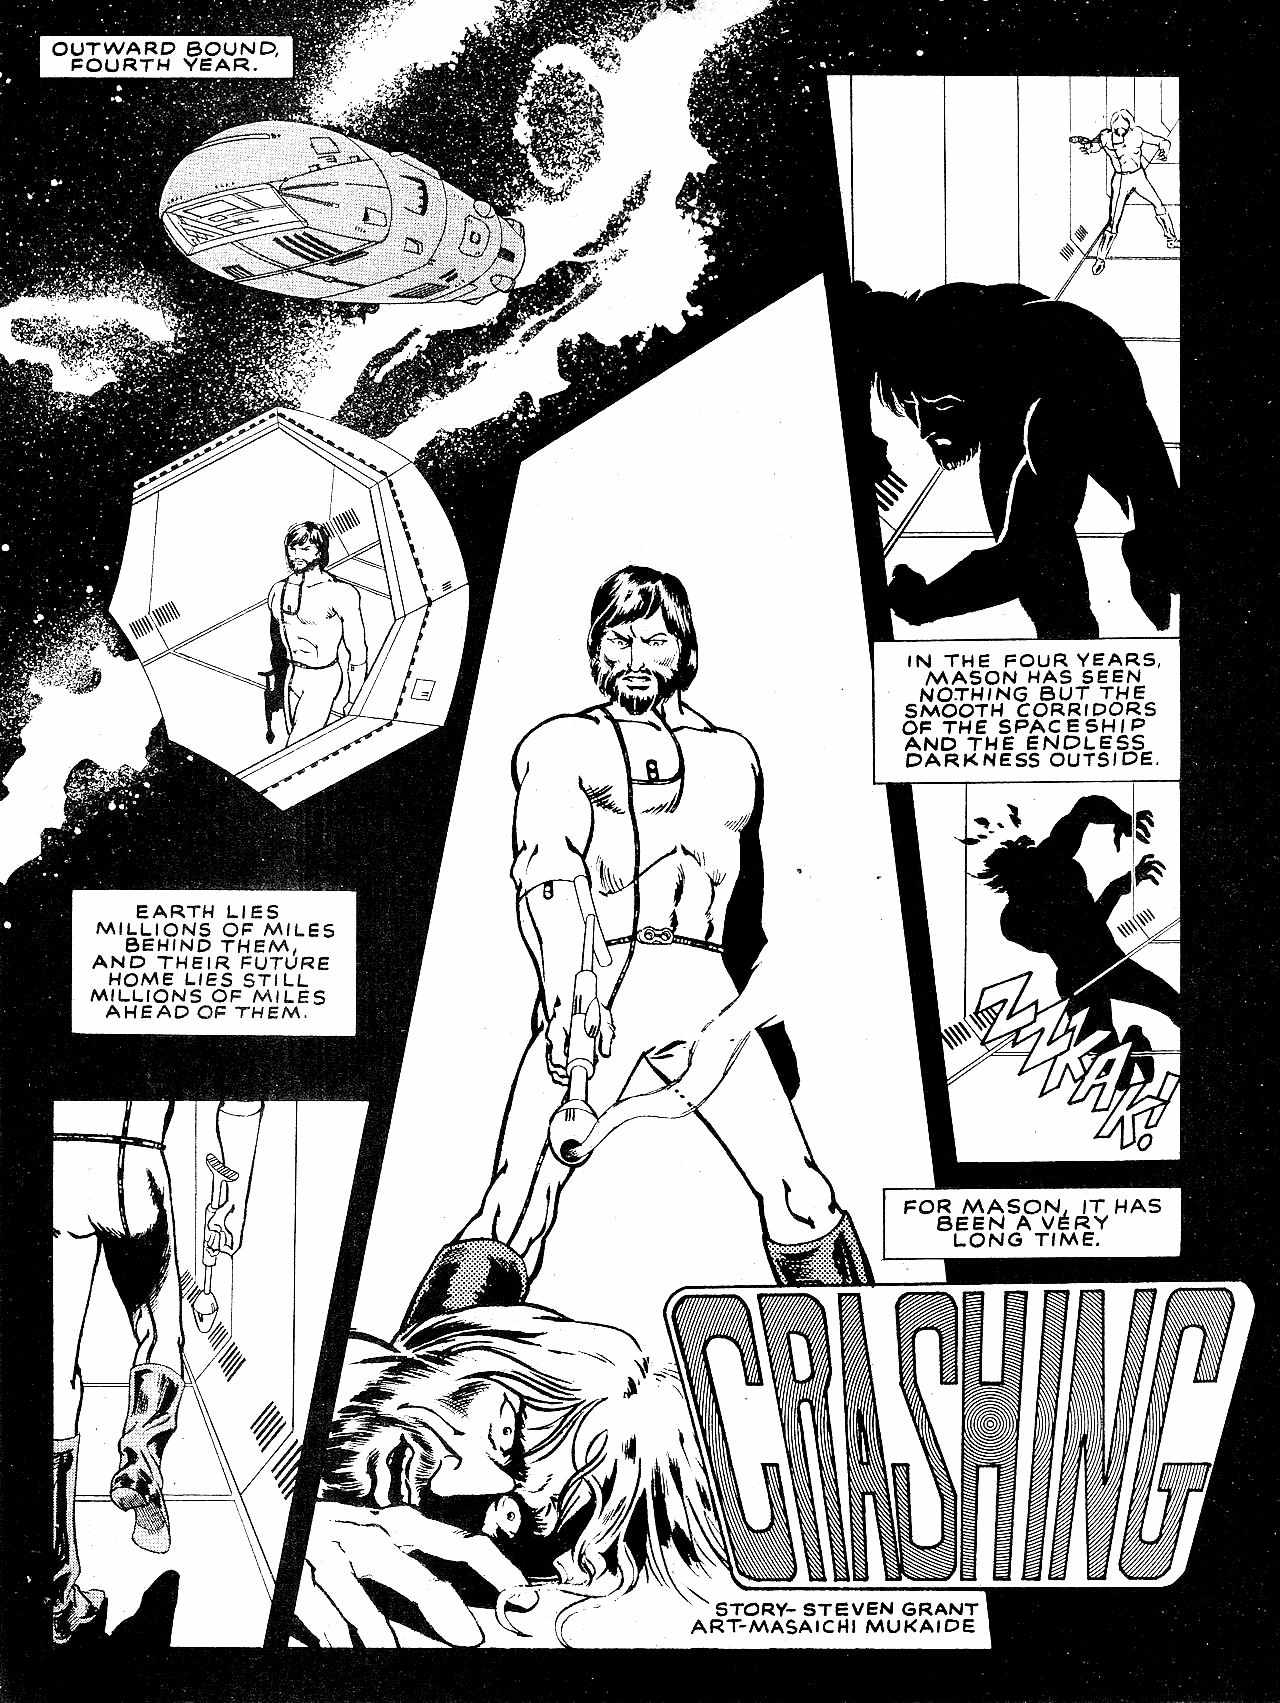 OUTWARD BOUND,
FOURTH YEAR.
EARTH LIES
MILLIONS OF MILES
BEHIND THEM,
AND THEIR FUTURE
HOME LIES STILL
MILLIONS OF MILES
AHEAD OF THEM.
IN THE FOUR YEARS,
MASON HAS SEEN
NOTHING BUT THE
SMOOTH CORRIDORS
OF THE SPACESHIP
AND THE ENDLESS
DARKNESS OUTSIDE.
ZZZKAK!
FOR MASON, IT HAS
BEEN A VERY
LONG TIME.
CRASHING
STORY- STEVEN GRANT
ART-MASAICHI MUKAIDE